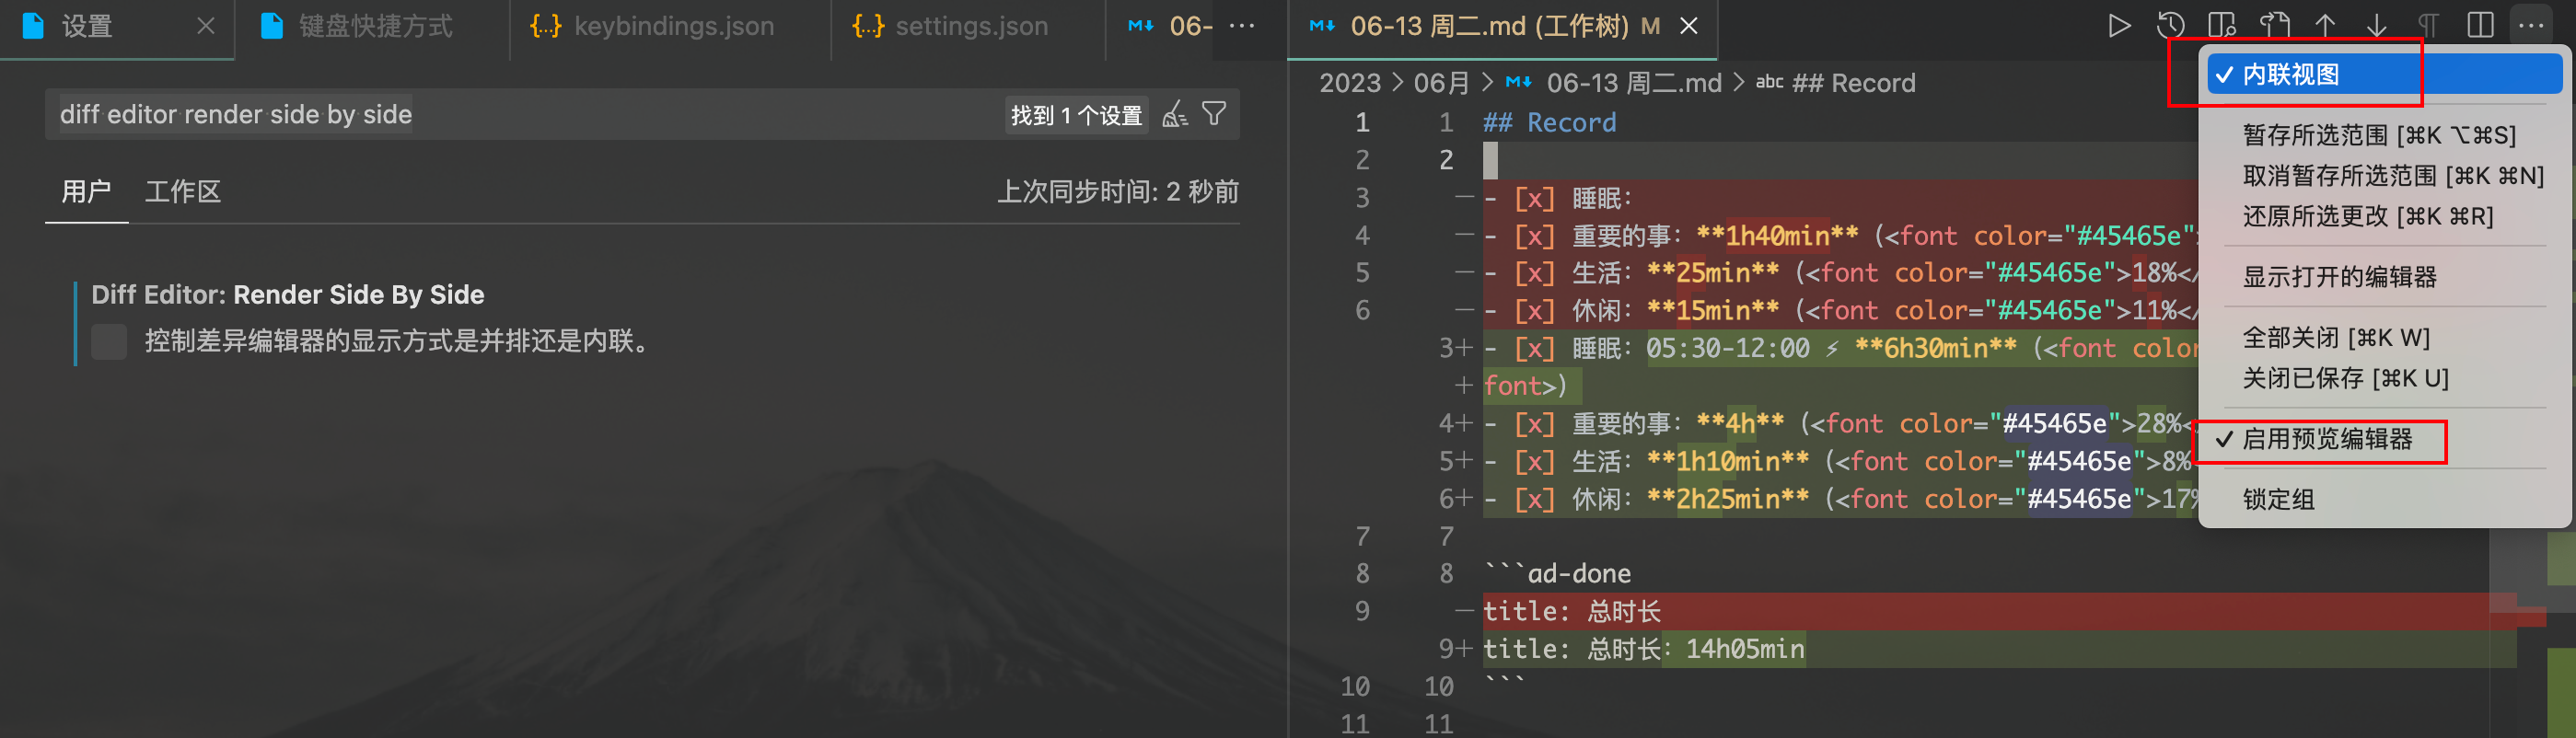 设置
键盘快捷方式
{..} keybindings.json
{..} settings.json
06- ···
diff editor render side by side
找到 1 个设置
用户
工作区
上次同步时间: 2 秒前
Diff Editor: Render Side By Side
控制差异编辑器的显示方式是并排还是内联。
06-13 周二.md (工作树) M
2023 > 06月 > 06-13 周二.md > abc ## Record
1 1 ## Record
2 2
3 — - [x] 睡眠:
4 — - [x] 重要的事: **1h40min** (<font color="#45465e">
5 — - [x] 生活: **25min** (<font color="#45465e">18%</
6 — - [x] 休闲: **15min** (<font color="#45465e">11%</
3+ - [x] 睡眠: 05:30-12:00 ⚡ **6h30min** (<font color
+ font>)
4+ - [x] 重要的事: **4h** (<font color="#45465e">28%<
5+ - [x] 生活: **1h10min** (<font color="#45465e">8%
6+ - [x] 休闲: **2h25min** (<font color="#45465e">17%
7 7
8 8 ```ad-done
9 — title: 总时长
9+ title: 总时长: 14h05min
10 10 ```
11 11
✓ 内联视图
暂存所选范围 [⌘K ⌥⌘S]
取消暂存所选范围 [⌘K ⌘N]
还原所选更改 [⌘K ⌘R]
显示打开的编辑器
全部关闭 [⌘K W]
关闭已保存 [⌘K U]
✓ 启用预览编辑器
锁定组